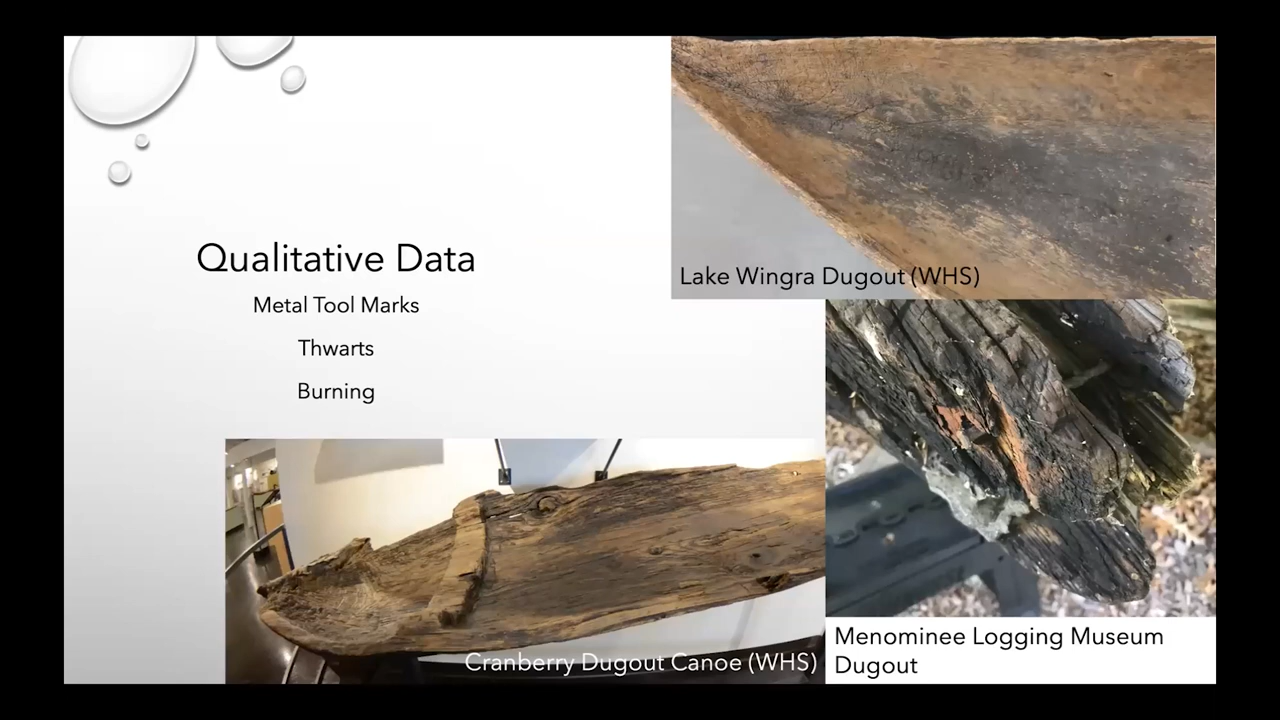 Qualitative Data
Metal Tool Marks
Thwarts
Burning
Lake Wingra Dugout (WHS)
Cranberry Dugout Canoe (WHS)
Menominee Logging Museum
Dugout